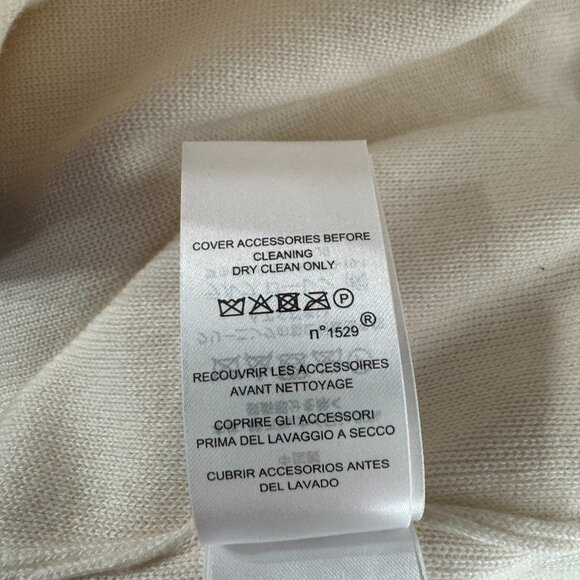 COVER ACCESSORIES BEFORE
CLEANING
DRY CLEAN ONLY
P
n°1529®
RECOUVRIR LES ACCESSOIRES
AVANT NETTOYAGE
COPRIRE GLI ACCESSORI
PRIMA DEL LAVAGGIO A SECCO
CUBRIR ACCESORIOS ANTES
DEL LAVADO